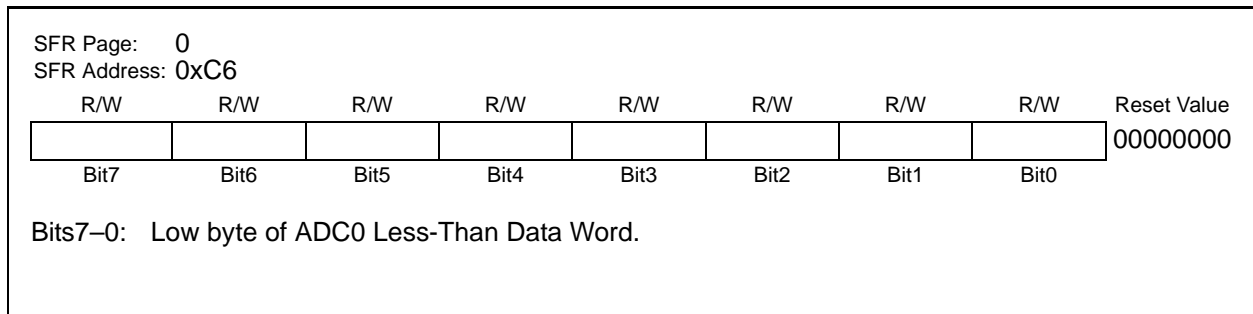 SFR Page: 0
SFR Address: 0xC6
R/W R/W R/W R/W R/W R/W R/W R/W Reset Value
00000000
Bit7 Bit6 Bit5 Bit4 Bit3 Bit2 Bit1 Bit0
Bits7–0: Low byte of ADC0 Less-Than Data Word.